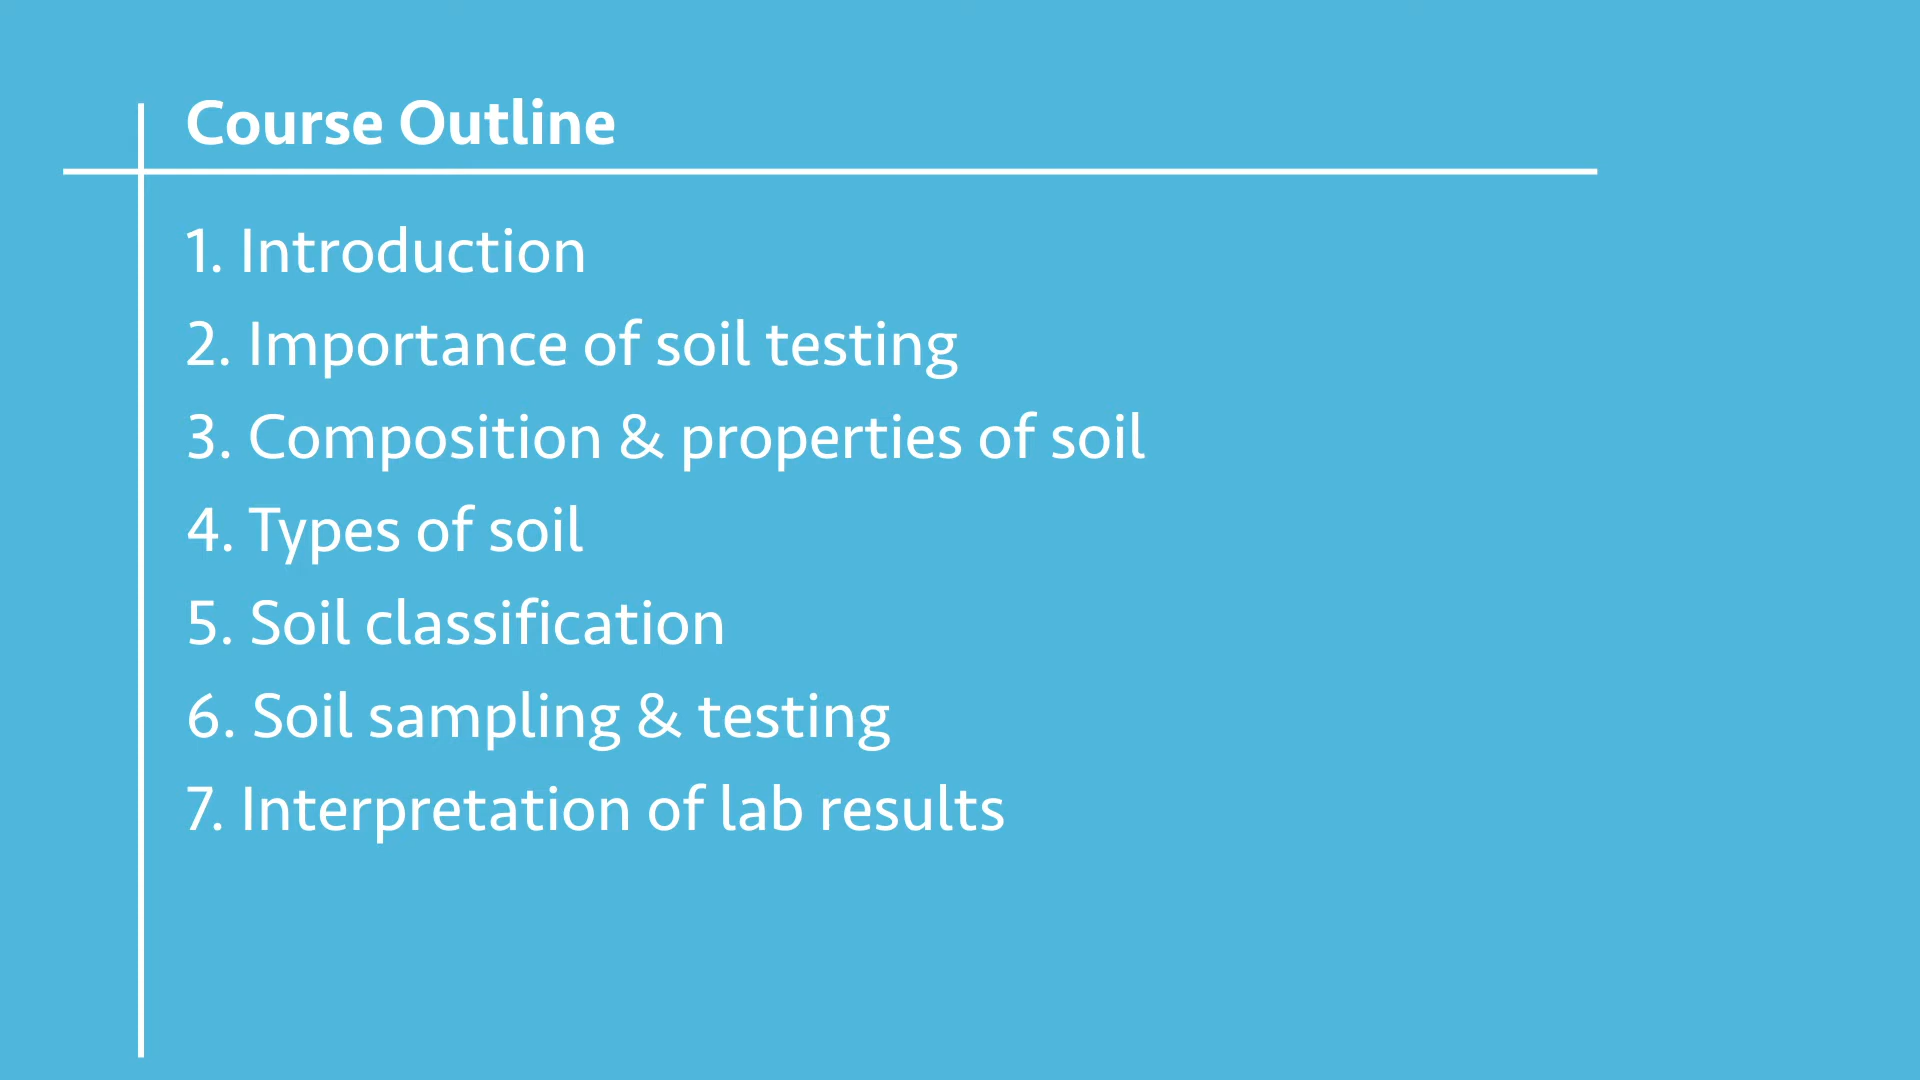 Course Outline
1. Introduction
2. Importance of soil testing
3. Composition & properties of soil
4. Types of soil
5. Soil classification
6. Soil sampling & testing
7. Interpretation of lab results